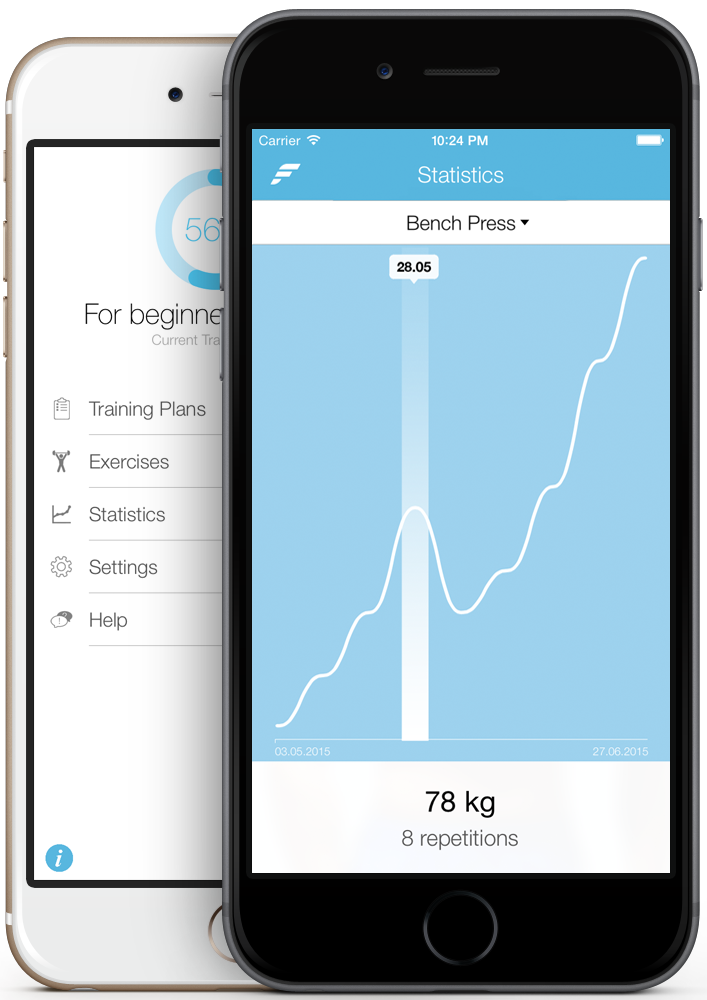 56
For beginne
Current Tra
Training Plans
Exercises
Statistics
Settings
Help
i
Carrier
10:24 PM
Statistics
Bench Press
28.05
03.05.2015
27.06.2015
78 kg
8 repetitions